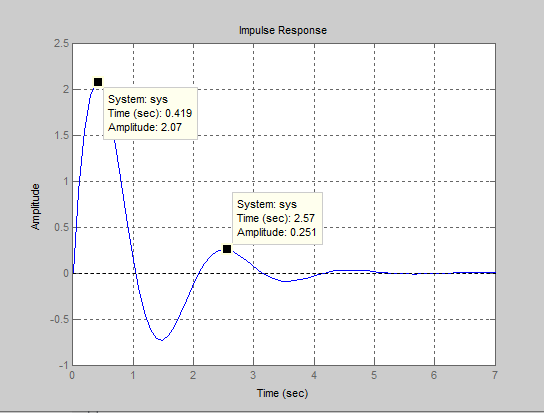 Impulse Response
2.5
2
1.5
1
0.5
0
-0.5
-1
Amplitude
System: sys
Time (sec): 0.419
Amplitude: 2.07
System: sys
Time (sec): 2.57
Amplitude: 0.251
0 1 2 3 4 5 6 7
Time (sec)